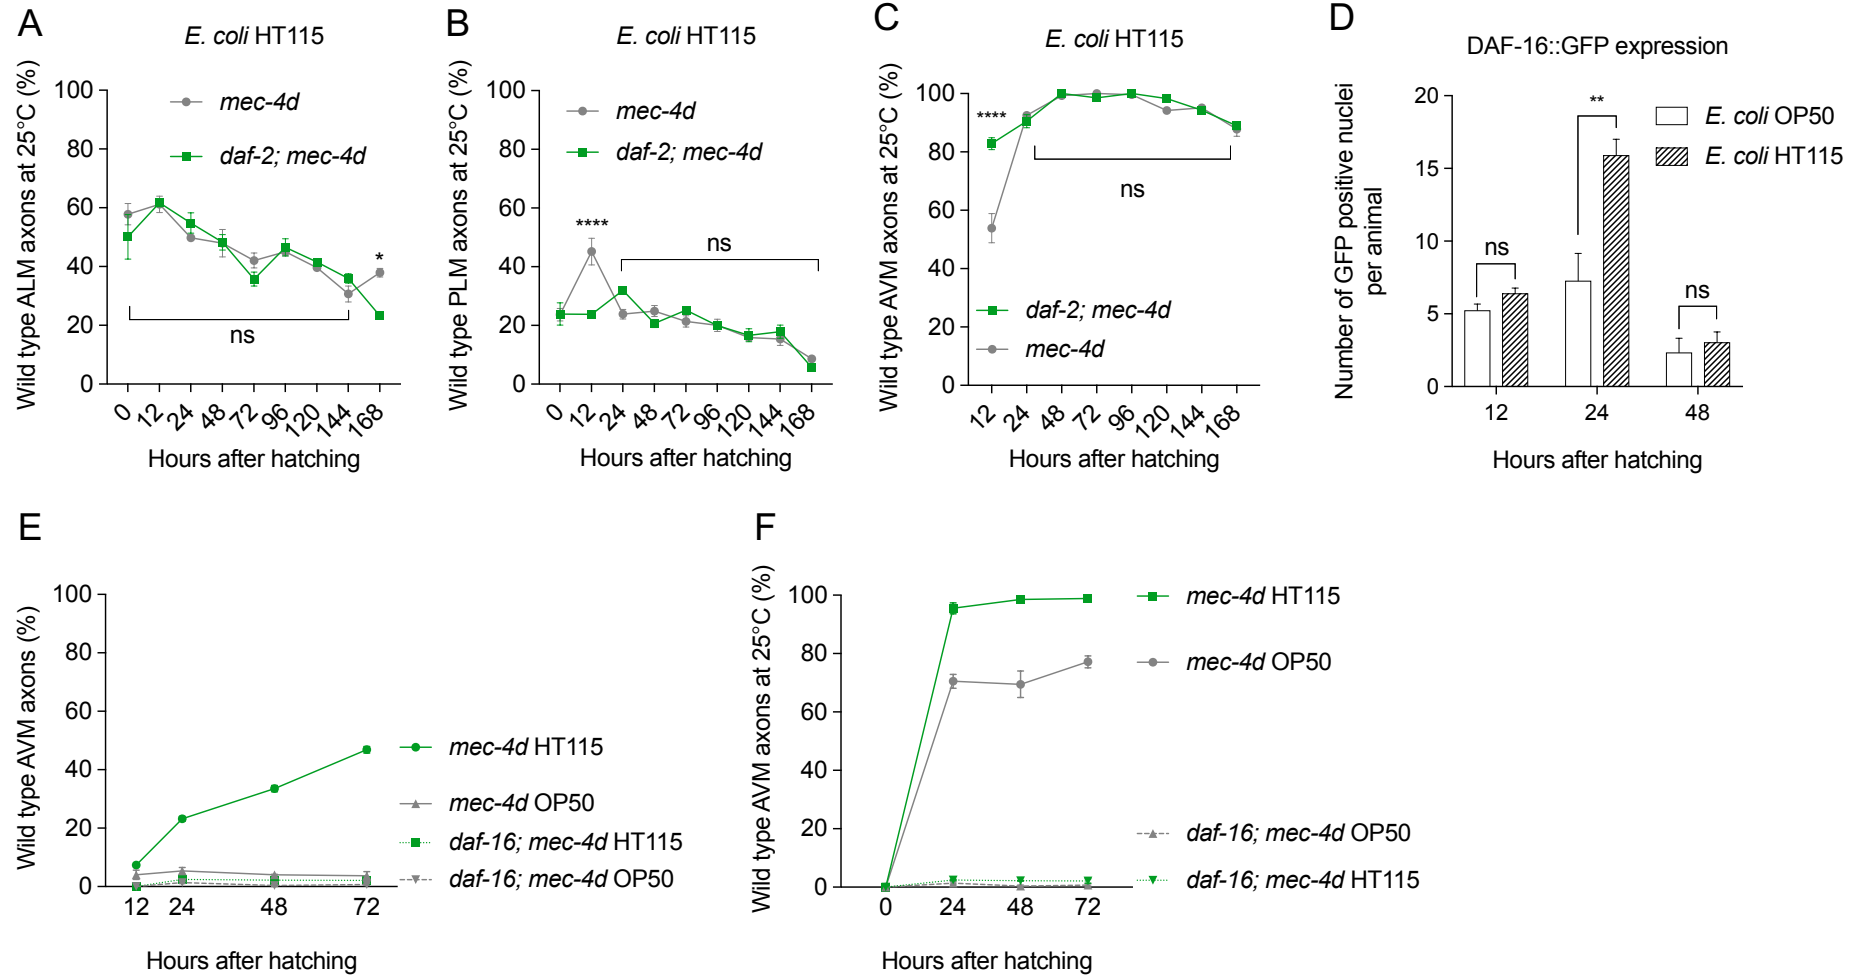 A
E. coli HT115
Wild type ALM axons at 25°C (%)
100
80
60
40
20
0
mec-4d
daf-2; mec-4d
*
ns
0 12 24 48 72 96 120 144 168
Hours after hatching
B
E. coli HT115
Wild type PLM axons at 25°C (%)
100
80
60
40
20
0
mec-4d
daf-2; mec-4d
****
ns
0 12 24 48 72 96 120 144 168
Hours after hatching
C
E. coli HT115
Wild type AVM axons at 25°C (%)
100
80
60
40
20
0
****
ns
daf-2; mec-4d
mec-4d
12 24 48 72 96 120 144 168
Hours after hatching
D
DAF-16::GFP expression
Number of GFP positive nuclei
per animal
20
15
10
5
0
ns
**
ns
E. coli OP50
E. coli HT115
12 24 48
Hours after hatching
E
Wild type AVM axons (%)
100
80
60
40
20
0
mec-4d HT115
mec-4d OP50
daf-16; mec-4d HT115
daf-16; mec-4d OP50
12 24 48 72
Hours after hatching
F
Wild type AVM axons at 25°C (%)
100
80
60
40
20
0
mec-4d HT115
mec-4d OP50
daf-16; mec-4d OP50
daf-16; mec-4d HT115
0 24 48 72
Hours after hatching